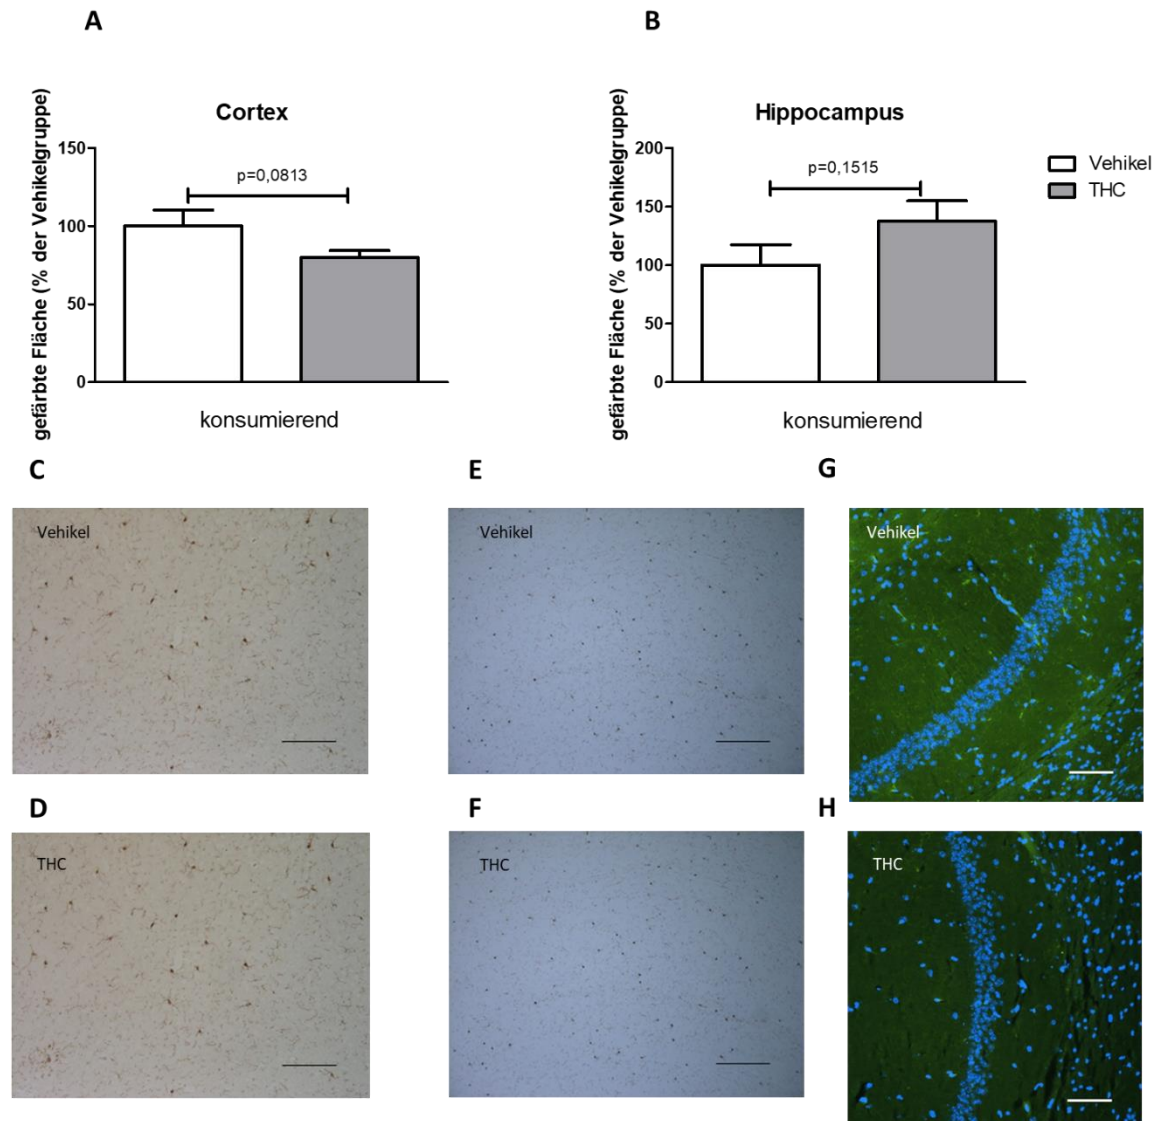 A
B
Cortex
gefärbte Fläche (% der Vehikelgruppe)
150
100
50
0
p=0,0813
konsumierend
Hippocampus
gefärbte Fläche (% der Vehikelgruppe)
200
150
100
50
0
p=0,1515
konsumierend
Vehikel
THC
C
E
G
Vehikel
Vehikel
Vehikel
D
F
H
THC
THC
THC